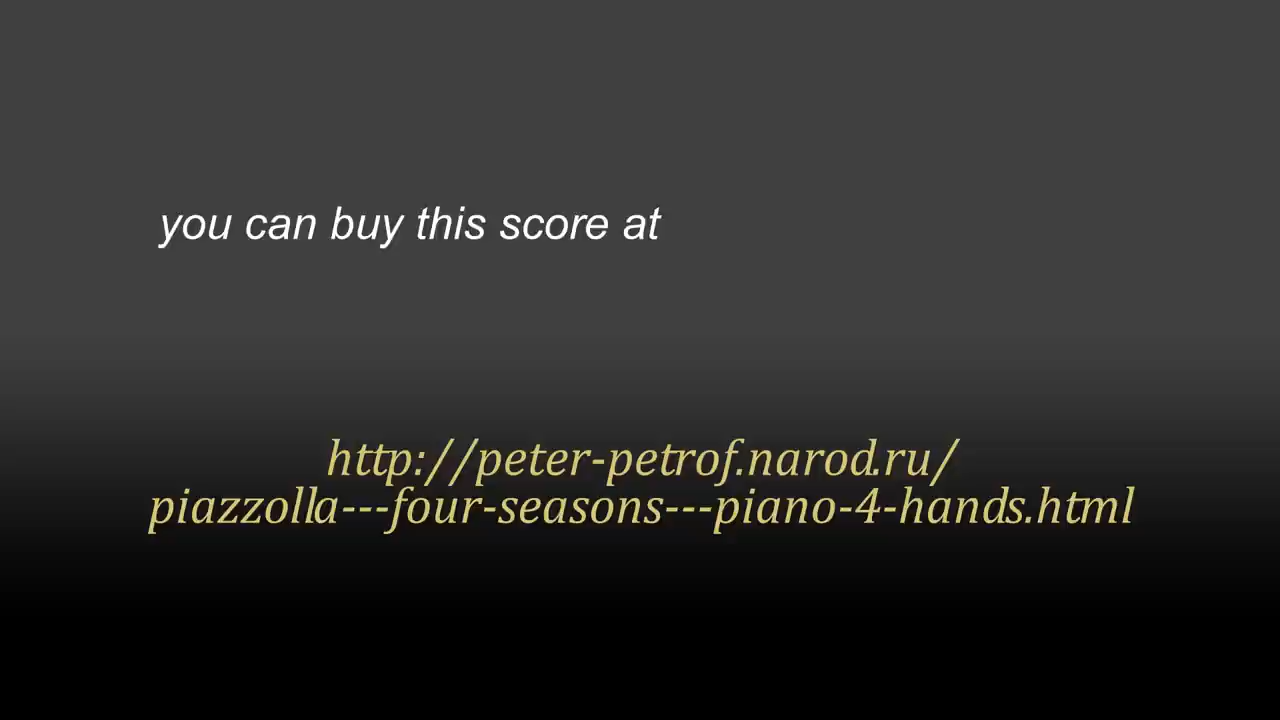 you can buy this score at
http://peter-petrof.narod.ru/
piazzolla---four-seasons---piano-4-hands.html